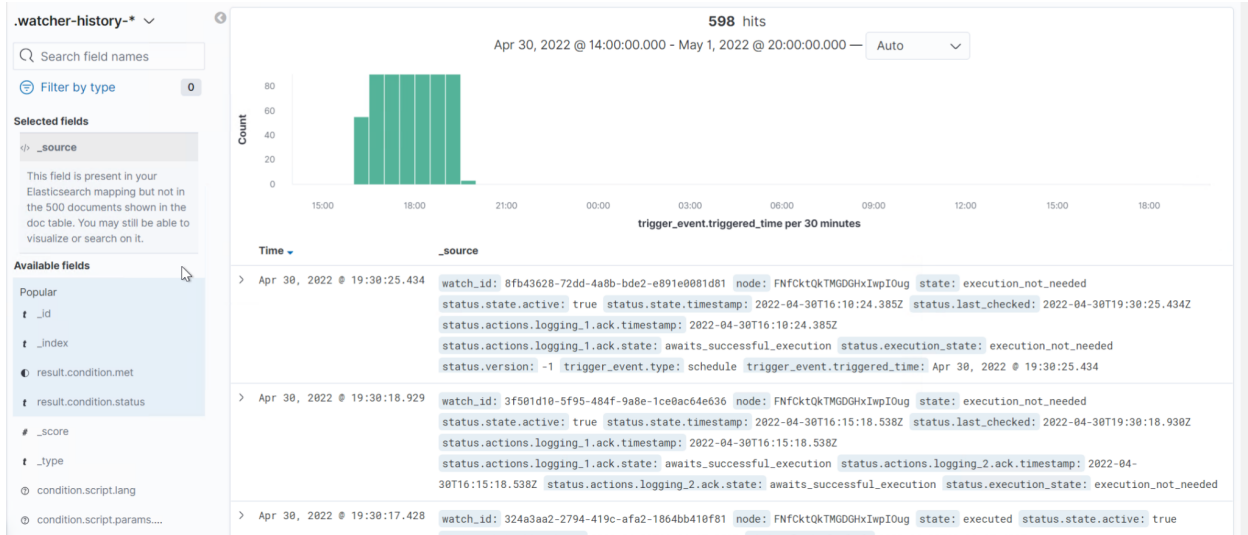 .watcher-history-*
598 hits
Apr 30, 2022 @ 14:00:00.000 - May 1, 2022 @ 20:00:00.000 — Auto
Search field names
Filter by type 0
Selected fields
</> _source
This field is present in your
Elasticsearch mapping but not in
the 500 documents shown in the
doc table. You may still be able to
visualize or search on it.
Available fields
Popular
t _id
t _index
result.condition.met
t result.condition.status
# _score
t _type
condition.script.lang
condition.script.params....
Count
80
60
40
20
0
15:00 18:00 21:00 00:00 03:00 06:00 09:00 12:00 15:00 18:00
trigger_event.triggered_time per 30 minutes
Time _source
Apr 30, 2022 @ 19:30:25.434 watch_id: 8fb43628-72dd-4a8b-bde2-e891e0081d81 node: FNfCktQkTMGDGHxIwpIOug state: execution_not_needed
status.state.active: true status.state.timestamp: 2022-04-30T16:10:24.385Z status.last_checked: 2022-04-30T19:30:25.434Z
status.actions.logging_1.ack.timestamp: 2022-04-30T16:10:24.385Z
status.actions.logging_1.ack.state: awaits_successful_execution status.execution_state: execution_not_needed
status.version: -1 trigger_event.type: schedule trigger_event.triggered_time: Apr 30, 2022 @ 19:30:25.434
Apr 30, 2022 @ 19:30:18.929 watch_id: 3f501d10-5f95-484f-9a8e-1ce0ac64e636 node: FNfCktQkTMGDGHxIwpIOug state: execution_not_needed
status.state.active: true status.state.timestamp: 2022-04-30T16:15:18.538Z status.last_checked: 2022-04-30T19:30:18.930Z
status.actions.logging_1.ack.timestamp: 2022-04-30T16:15:18.538Z
status.actions.logging_1.ack.state: awaits_successful_execution status.actions.logging_2.ack.timestamp: 2022-04-
30T16:15:18.538Z status.actions.logging_2.ack.state: awaits_successful_execution status.execution_state: execution_not_needed
Apr 30, 2022 @ 19:30:17.428 watch_id: 324a3aa2-2794-419c-afa2-1864bb410f81 node: FNfCktQkTMGDGHxIwpIOug state: executed status.state.active: true